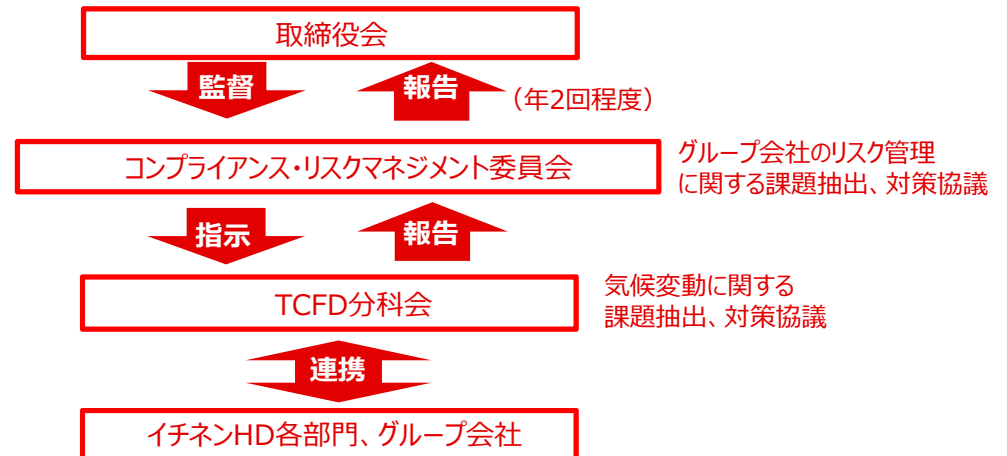 取締役会
監督
報告
（年2回程度）
コンプライアンス・リスクマネジメント委員会
グループ会社のリスク管理
に関する課題抽出、対策協議
指示
報告
TCFD分科会
気候変動に関する
課題抽出、対策協議
連携
イチネンHD各部門、グループ会社